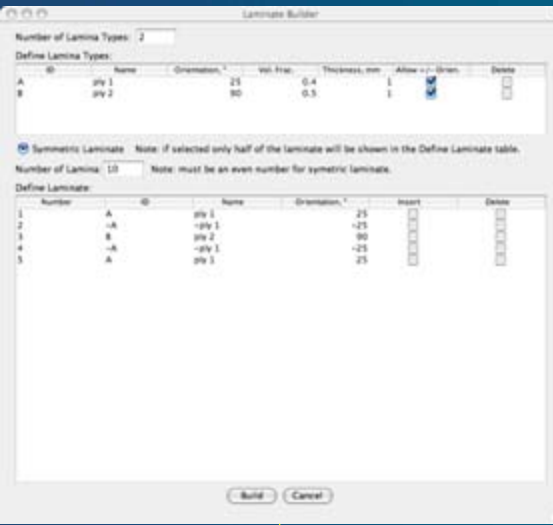 Laminate Builder
Number of Lamina Types: 2
Define Lamina Types:
ID Name Orientation, ° Vol. Frac. Thickness, mm Allow +/- Orien. Delete
A ply 1 25 0.4 1
B ply 2 90 0.5 1
Symmetric Laminate Note: if selected only half of the laminate will be shown in the Define Laminate table.
Number of Lamina: 10 Note: must be an even number for symetric laminate.
Define Laminate:
Number ID Name Orientation, ° Insert Delete
1 A ply 1 25
2 -A -ply 1 -25
3 B ply 2 90
4 -A -ply 1 -25
5 A ply 1 25
Build Cancel